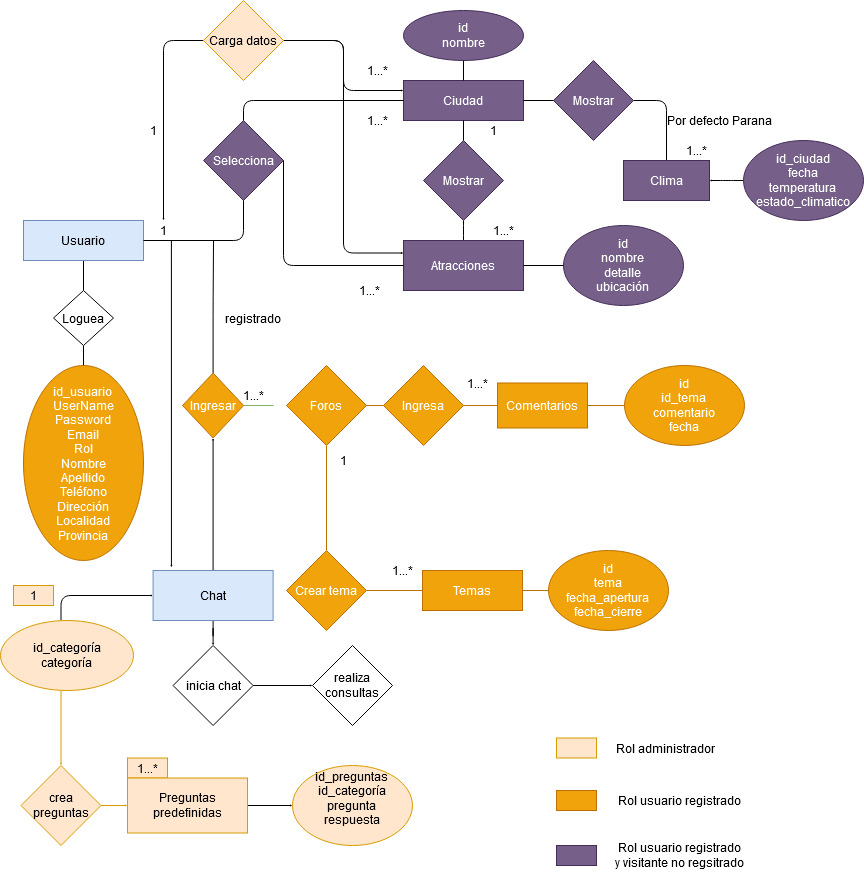 Carga datos
id
nombre
1...*
Ciudad
Mostrar
1...*
1
1
Por defecto Parana
Selecciona
Mostrar
1...*
Clima
id_ciudad
fecha
temperatura
estado_climatico
Usuario
1
1...*
Atracciones
id
nombre
detalle
ubicación
1...*
Loguea
registrado
id_usuario
UserName
Password
Email
Rol
Nombre
Apellido
Teléfono
Dirección
Localidad
Provincia
Ingresar
1...*
Foros
Ingresa
1...*
Comentarios
id
id_tema
comentario
fecha
1
Crear tema
1...*
Temas
id
tema
fecha_apertura
fecha_cierre
1
Chat
id_categoría
categoría
inicia chat
realiza
consultas
crea
preguntas
1...*
Preguntas
predefinidas
id_preguntas
id_categoría
pregunta
respuesta
Rol administrador
Rol usuario registrado
Rol usuario registrado
y visitante no regsitrado